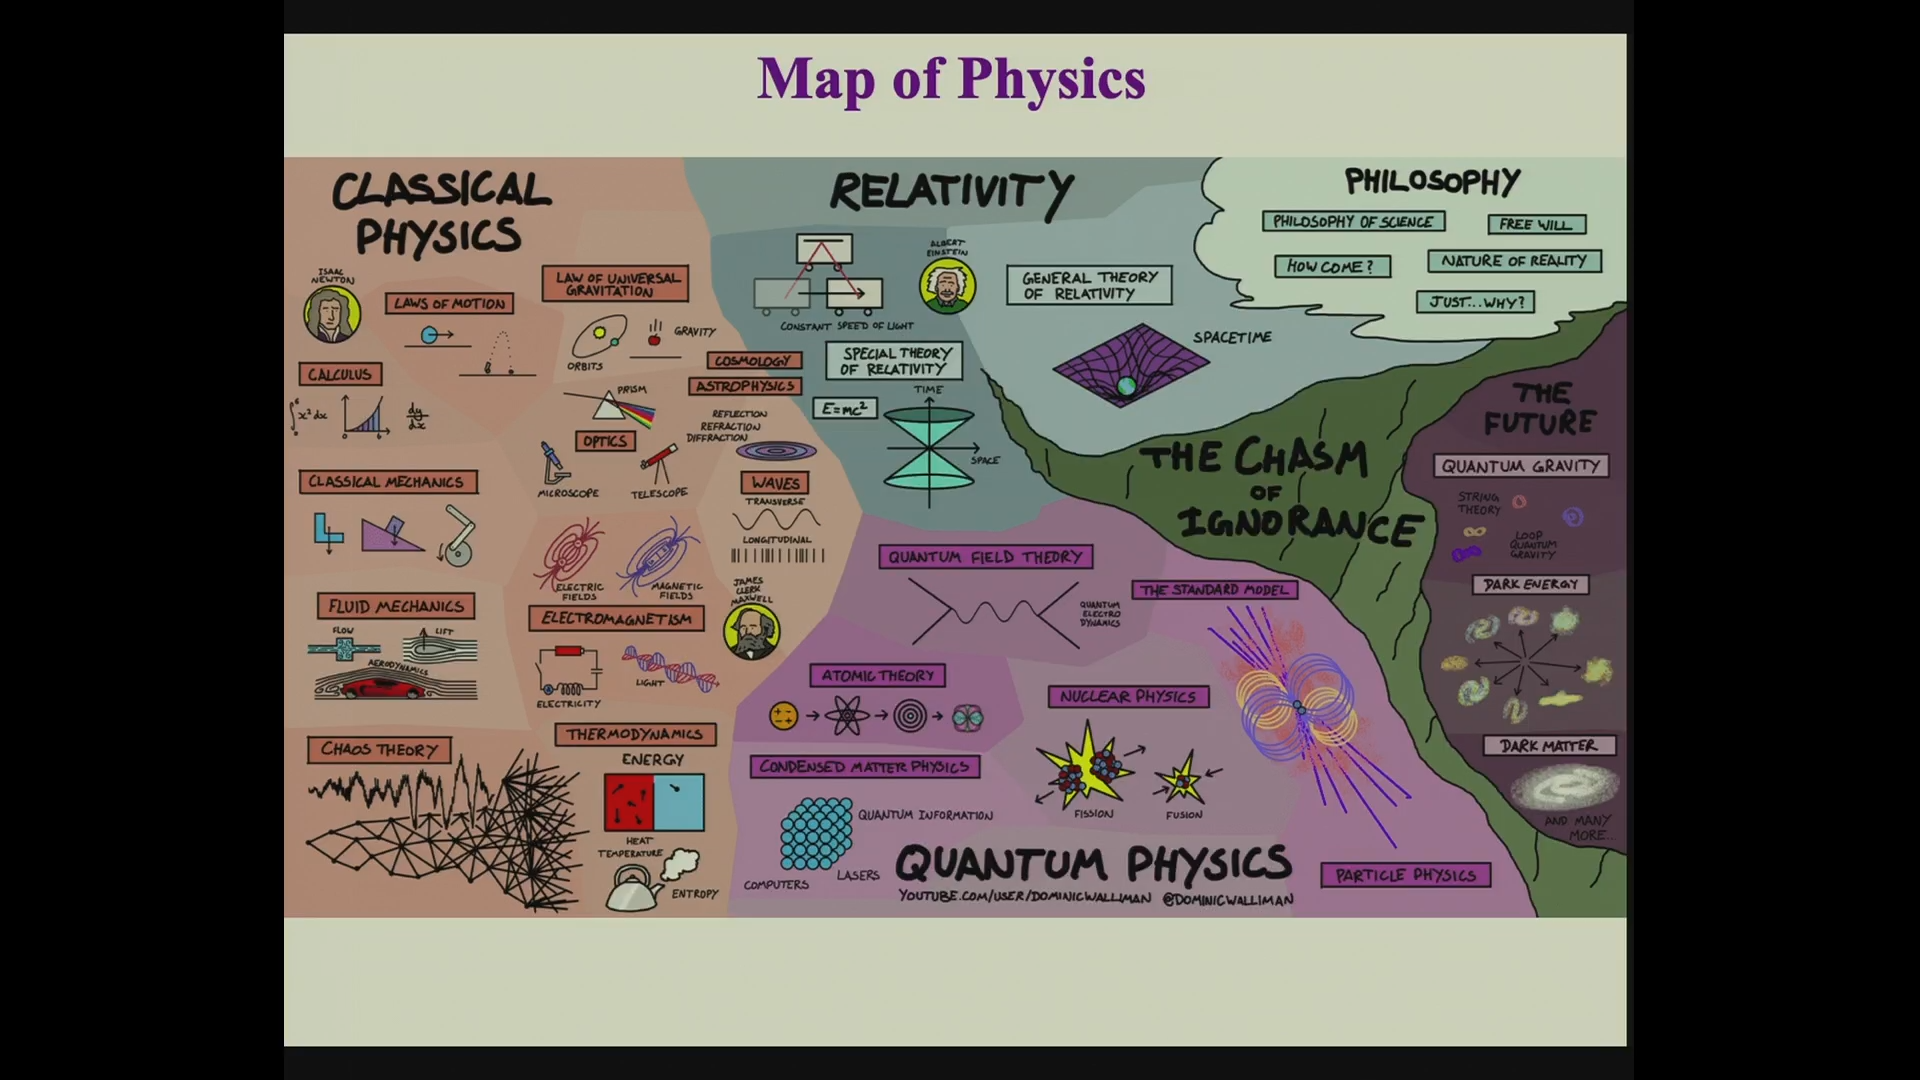 Map of Physics
CLASSICAL
PHYSICS
ISAAC
NEWTON
LAWS OF MOTION
LAW OF UNIVERSAL
GRAVITATION
GRAVITY
ORBITS
CALCULUS
∫ x² dx
dy
dx
COSMOLOGY
ASTROPHYSICS
PRISM
OPTICS
REFLECTION
REFRACTION
DIFFRACTION
MICROSCOPE
TELESCOPE
WAVES
TRANSVERSE
LONGITUDINAL
CLASSICAL MECHANICS
ELECTRIC
FIELDS
MAGNETIC
FIELDS
JAMES
CLERK
MAXWELL
FLUID MECHANICS
FLOW
LIFT
AERODYNAMICS
ELECTROMAGNETISM
LIGHT
ELECTRICITY
CHAOS THEORY
THERMODYNAMICS
ENERGY
HEAT
TEMPERATURE
ENTROPY
RELATIVITY
ALBERT
EINSTEIN
CONSTANT SPEED OF LIGHT
GENERAL THEORY
OF RELATIVITY
SPECIAL THEORY
OF RELATIVITY
E=mc²
TIME
SPACE
SPACETIME
PHILOSOPHY
PHILOSOPHY OF SCIENCE
FREE WILL
HOW COME?
NATURE OF REALITY
JUST...WHY?
THE CHASM
OF
IGNORANCE
THE
FUTURE
QUANTUM GRAVITY
STRING
THEORY
LOOP
QUANTUM
GRAVITY
DARK ENERGY
DARK MATTER
AND MANY
MORE...
QUANTUM FIELD THEORY
QUANTUM
ELECTRO
DYNAMICS
THE STANDARD MODEL
ATOMIC THEORY
NUCLEAR PHYSICS
FISSION
FUSION
CONDENSED MATTER PHYSICS
QUANTUM INFORMATION
LASERS
COMPUTERS
PARTICLE PHYSICS
QUANTUM PHYSICS
YOUTUBE.COM/USER/DOMINICWALLIMAN @DOMINICWALLIMAN